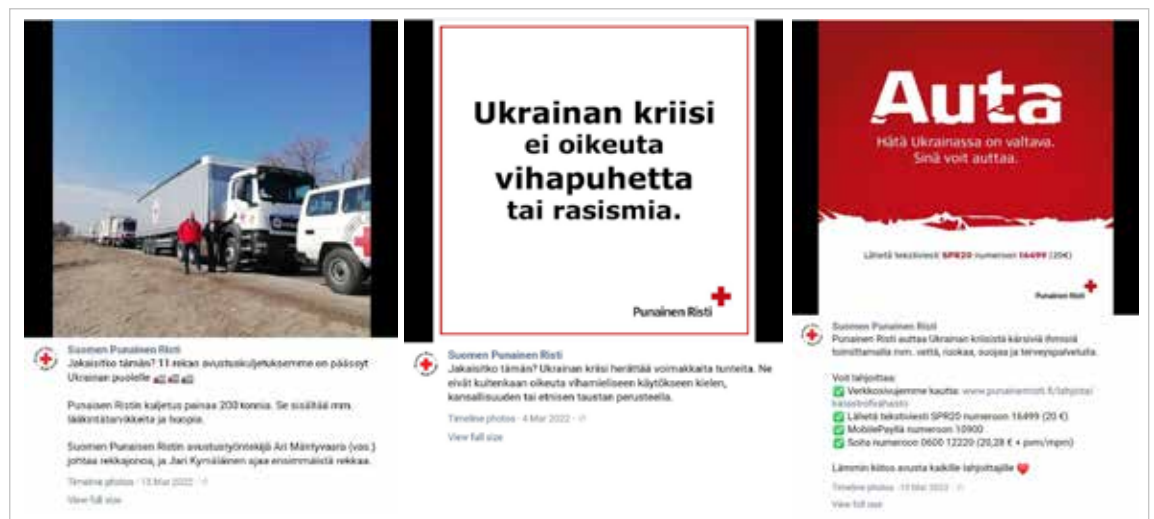 Suomen Punainen Risti
Jakaisitko tämän? 11 rekan avustuskuljetuksemme on päässyt
Ukrainan puolelle
Punaisen Ristin kuljetus painaa 200 tonnia. Se sisältää mm.
lääkintätarvikkeita ja huopia.
Suomen Punaisen Ristin avustustyöntekijä Ari Mäntyvaara (vas.)
johtaa rekkajonoa, ja Jari Kymäläinen ajaa ensimmäistä rekkaa.
Timeline photos · 13 Mar 2022
View full size
Ukrainan kriisi
ei oikeuta
vihapuhetta
tai rasismia.
Punainen Risti
Suomen Punainen Risti
Jakaisitko tämän? Ukrainan kriisi herättää voimakkaita tunteita. Ne
eivät kuitenkaan oikeuta vihamieliseen käytökseen kielen,
kansallisuuden tai etnisen taustan perusteella.
Timeline photos · 4 Mar 2022
View full size
Auta
Hätä Ukrainassa on valtava.
Sinä voit auttaa.
Lähetä tekstiviesti SPR20 numeroon 16499 (20€)
Punainen Risti
Suomen Punainen Risti
Punainen Risti auttaa Ukrainan kriisistä kärsiviä ihmisiä
toimittamalla mm. vettä, ruokaa, suojaa ja terveyspalveluita.
Voit lahjoittaa:
Verkkosivujemme kautta: www.punainenristi.fi/lahjoita/
katastrofirahasto
Lähetä tekstiviesti SPR20 numeroon 16499 (20 €)
MobilePayllä numeroon 10900
Soita numeroon 0600 12220 (20,28 € + pvm/mpm)
Lämmin kiitos avusta kaikille lahjoittajille
Timeline photos · Mar 2022
View full size